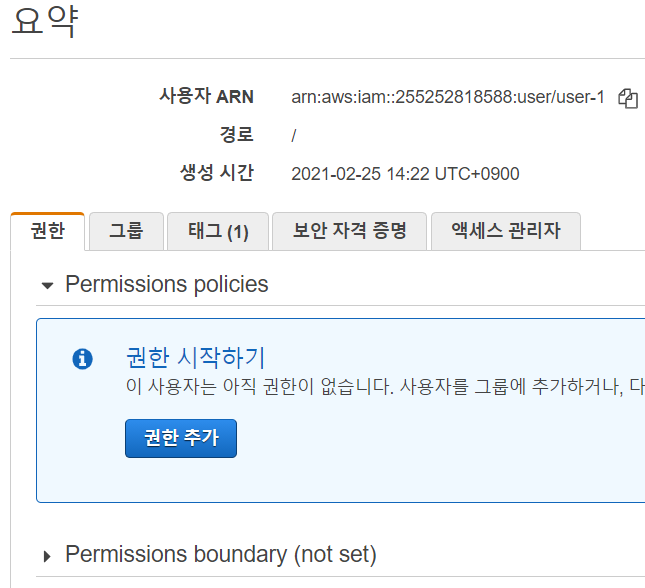 요약
사용자 ARN arn:aws:iam::255252818588:user/user-1
경로 /
생성 시간 2021-02-25 14:22 UTC+0900
권한 그룹 태그 (1) 보안 자격 증명 액세스 관리자
Permissions policies
권한 시작하기
이 사용자는 아직 권한이 없습니다. 사용자를 그룹에 추가하거나, 다
권한 추가
Permissions boundary (not set)